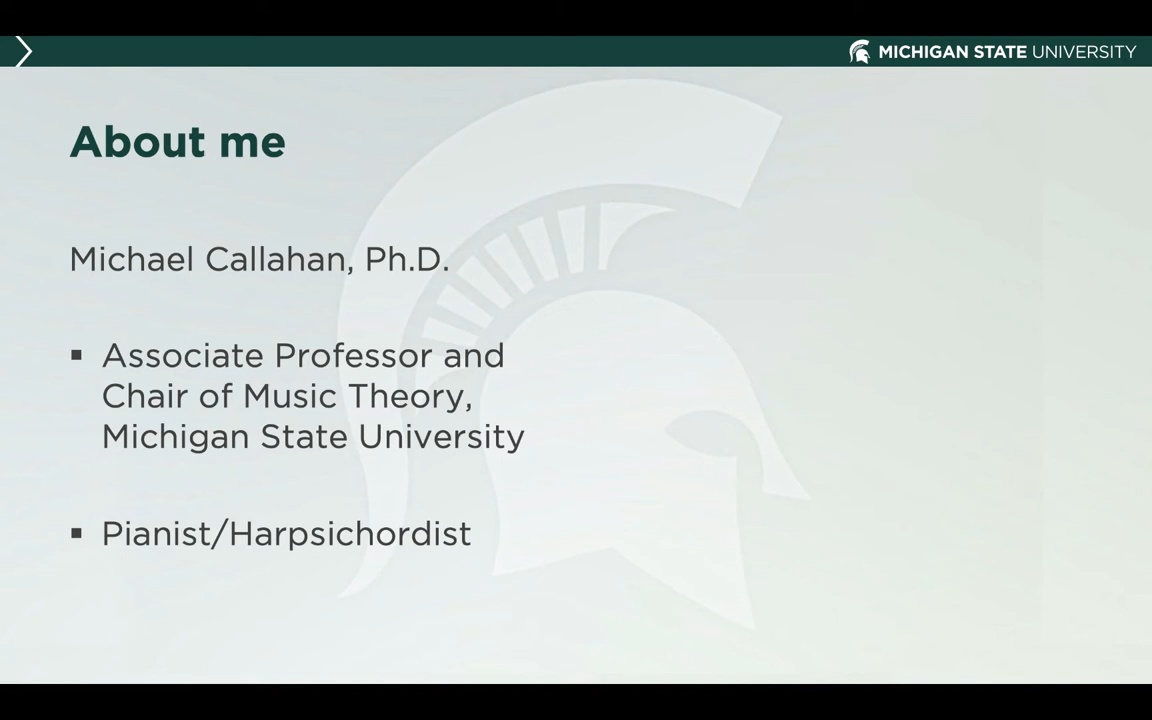 MICHIGAN STATE UNIVERSITY
About me
Michael Callahan, Ph.D.
▪ Associate Professor and
Chair of Music Theory,
Michigan State University
▪ Pianist/Harpsichordist